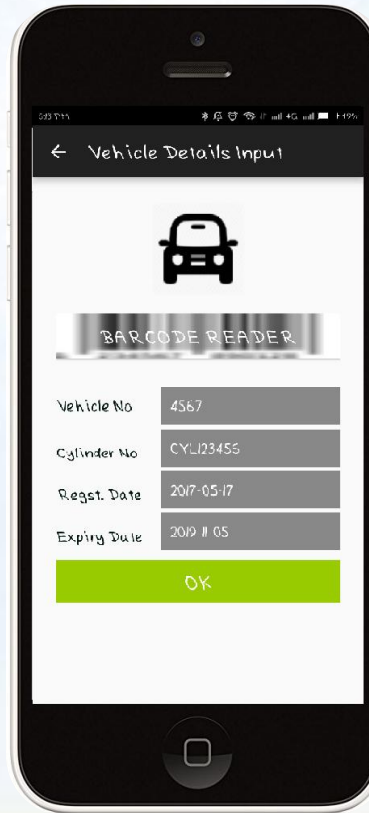 Vehicle Details Input
BARCODE READER
Vehicle No 4567
Cylinder No CYL123456
Regst. Date 2017-05-17
Expiry Date 2019 11 05
OK